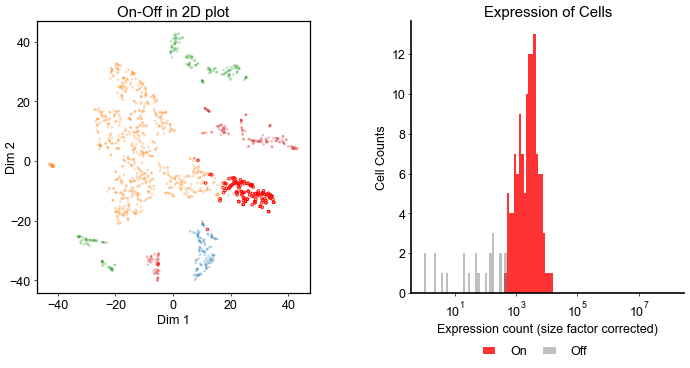 On-Off in 2D plot
Expression of Cells
Dim 2
40
20
0
−20
−40
−40 −20 0 20 40
Dim 1
Cell Counts
12
10
8
6
4
2
0
10^1 10^3 10^5 10^7
Expression count (size factor corrected)
On Off